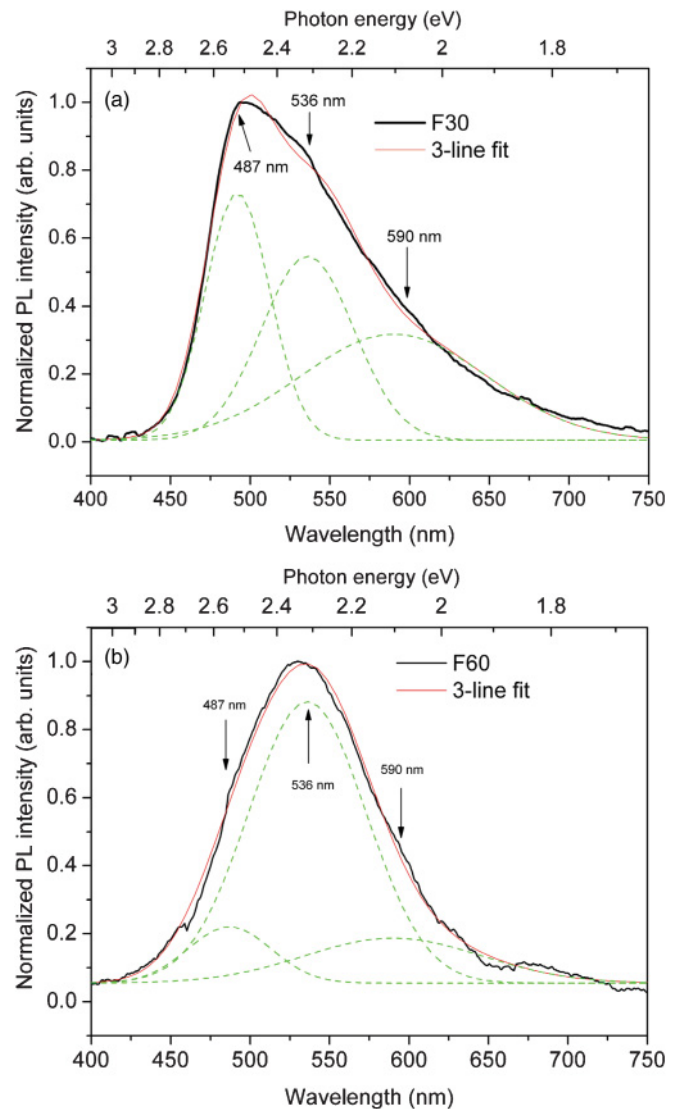 Photon energy (eV)
3 2.8 2.6 2.4 2.2 2 1.8
(a)
536 nm
F30
3-line fit
487 nm
590 nm
Normalized PL intensity (arb. units)
1.0
0.8
0.6
0.4
0.2
0.0
400 450 500 550 600 650 700 750
Wavelength (nm)
Photon energy (eV)
3 2.8 2.6 2.4 2.2 2 1.8
(b)
F60
3-line fit
487 nm
536 nm
590 nm
Normalized PL intensity (arb. units)
1.0
0.8
0.6
0.4
0.2
0.0
400 450 500 550 600 650 700 750
Wavelength (nm)